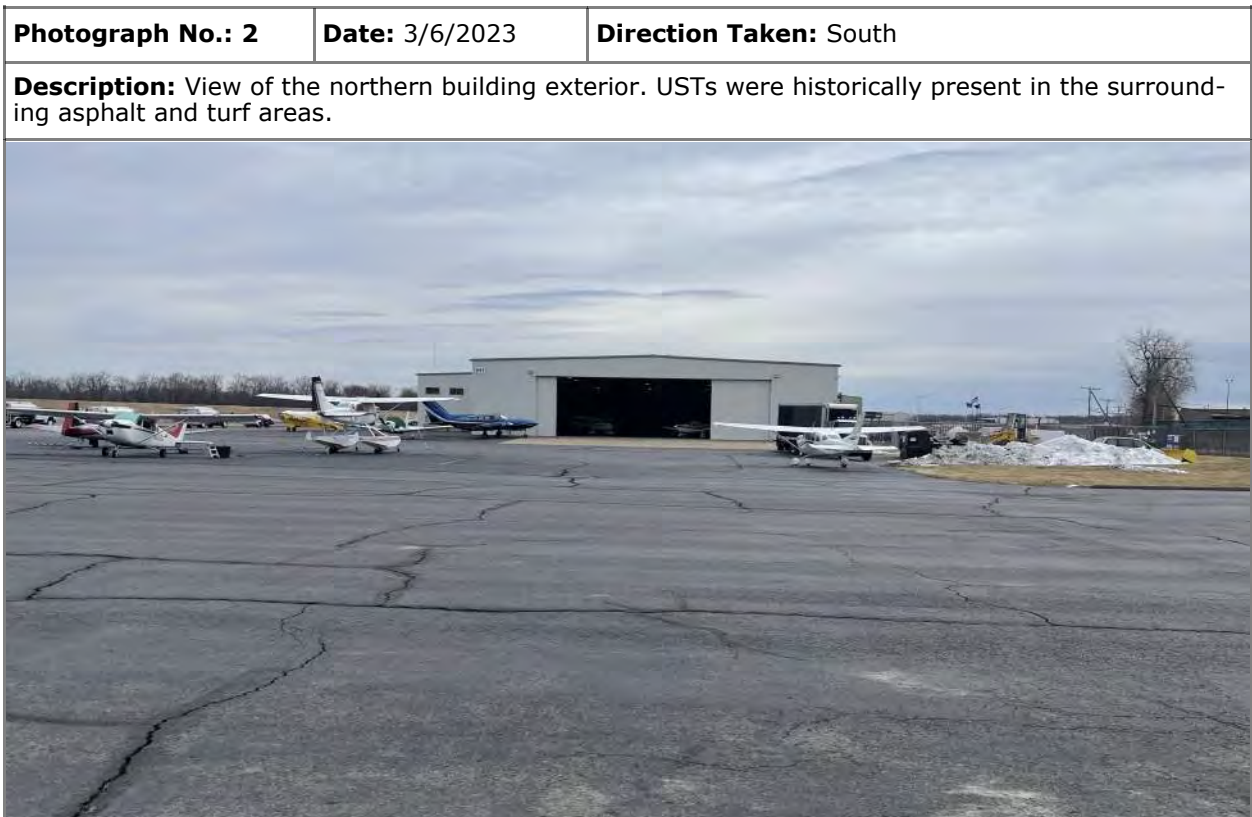 Photograph No.: 2
Date: 3/6/2023
Direction Taken: South
Description: View of the northern building exterior. USTs were historically present in the surround-
ing asphalt and turf areas.